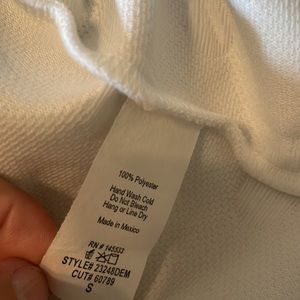 100% Polyester
Hand Wash Cold
Do Not Bleach
Hang or Line Dry
Made in Mexico
RN # 145533
STYLE# 23248DEM
CUT# 60789
S